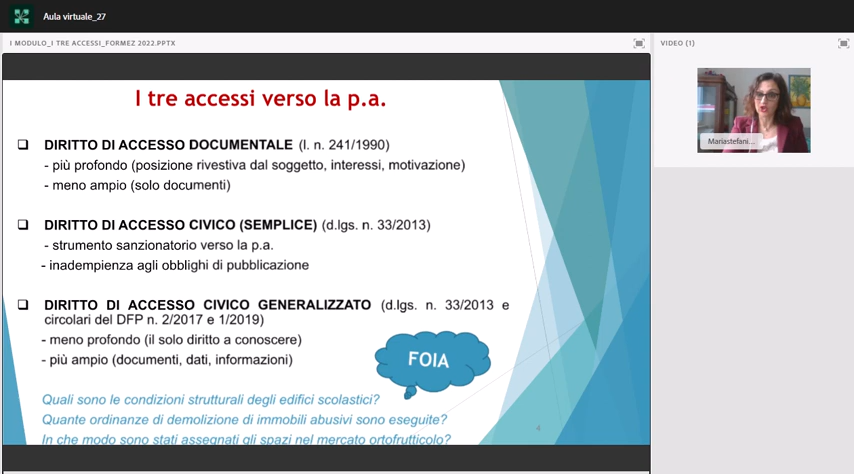 Aula virtuale_27
I MODULO_I TRE ACCESSI_FORMEZ 2022.PPTX
VIDEO (1)
I tre accessi verso la p.a.
❑ DIRITTO DI ACCESSO DOCUMENTALE (l. n. 241/1990)
- più profondo (posizione rivestiva dal soggetto, interessi, motivazione)
- meno ampio (solo documenti)
❑ DIRITTO DI ACCESSO CIVICO (SEMPLICE) (d.lgs. n. 33/2013)
- strumento sanzionatorio verso la p.a.
- inadempienza agli obblighi di pubblicazione
❑ DIRITTO DI ACCESSO CIVICO GENERALIZZATO (d.lgs. n. 33/2013 e
circolari del DFP n. 2/2017 e 1/2019)
- meno profondo (il solo diritto a conoscere)
- più ampio (documenti, dati, informazioni)
FOIA
Quali sono le condizioni strutturali degli edifici scolastici?
Quante ordinanze di demolizione di immobili abusivi sono eseguite?
In che modo sono stati assegnati gli spazi nel mercato ortofrutticolo?
4
Mariastefani...